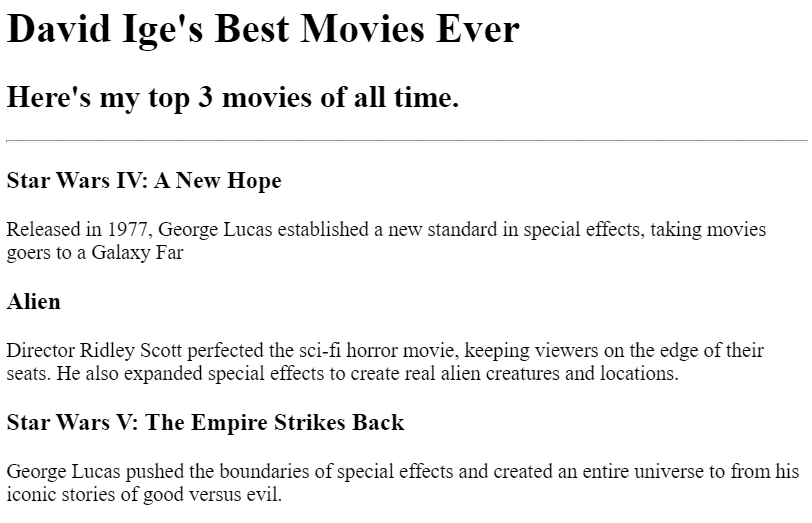 David Ige's Best Movies Ever
Here's my top 3 movies of all time.
Star Wars IV: A New Hope
Released in 1977, George Lucas established a new standard in special effects, taking movies
goers to a Galaxy Far
Alien
Director Ridley Scott perfected the sci-fi horror movie, keeping viewers on the edge of their
seats. He also expanded special effects to create real alien creatures and locations.
Star Wars V: The Empire Strikes Back
George Lucas pushed the boundaries of special effects and created an entire universe to from his
iconic stories of good versus evil.